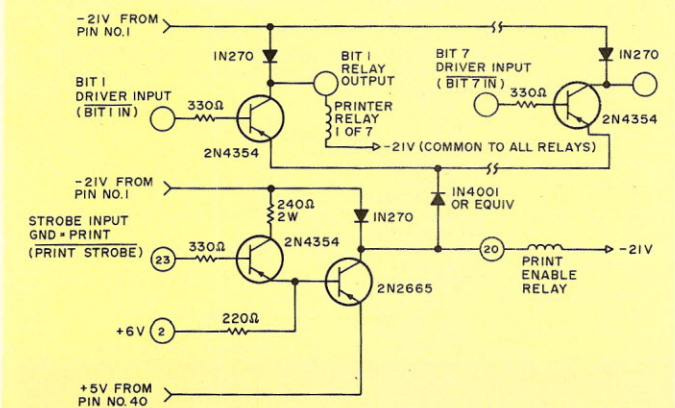 -21V FROM
PIN NO.1
IN270
BIT 1
RELAY
OUTPUT
BIT 7
DRIVER INPUT
(BIT 7 IN)
IN270
BIT 1
DRIVER INPUT
(BIT 1 IN)
330Ω
2N4354
PRINTER
RELAY
1 OF 7
330Ω
2N4354
-21V (COMMON TO ALL RELAYS)
-21V FROM
PIN NO.1
240Ω
2W
IN270
IN4001
OR EQUIV
STROBE INPUT
GND = PRINT
(PRINT STROBE)
23
330Ω
2N4354
2N2665
20
-21V
PRINT
ENABLE
RELAY
+6V
2
220Ω
+5V FROM
PIN NO. 40